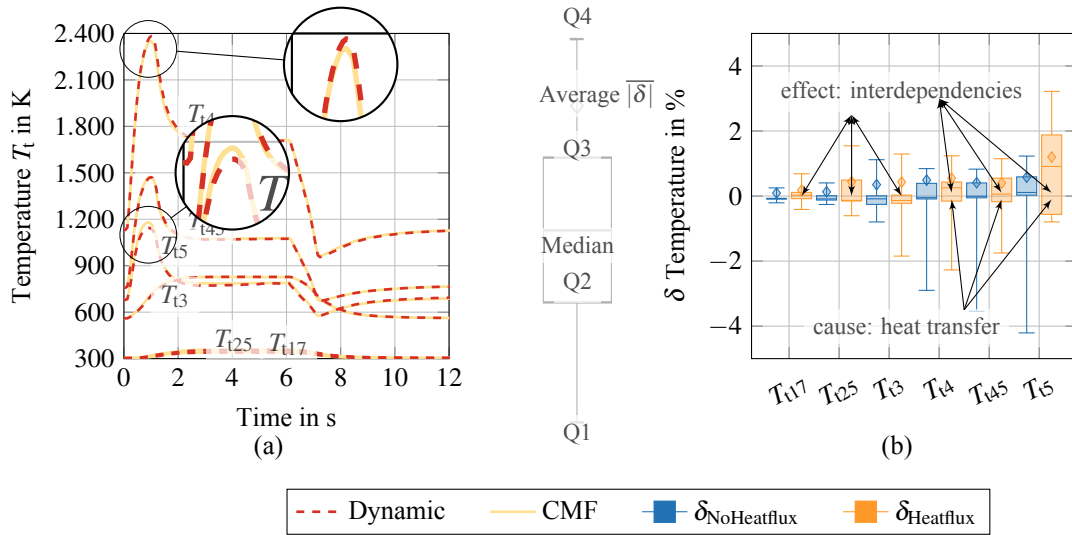 (a)
Temperature T_t in K
2.400
2.100
1.800
1.500
1.200
900
600
300
T_t4
T
T_t45
T_t5
T_t3
T_t25 T_t17
0 2 4 6 8 10 12
Time in s
Q4
Average |δ|
Q3
Median
Q2
Q1
(b)
δ Temperature in %
4
2
0
−2
−4
effect: interdependencies
cause: heat transfer
T_t17 T_t25 T_t3 T_t4 T_t45 T_t5
(a)
(b)
Dynamic CMF δ_NoHeatflux δ_Heatflux